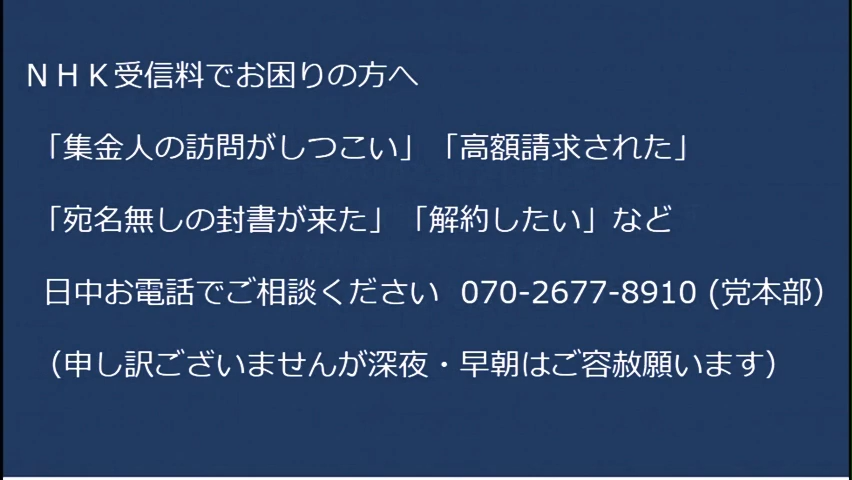 ＮＨＫ受信料でお困りの方へ
「集金人の訪問がしつこい」「高額請求された」
「宛名無しの封書が来た」「解約したい」など
日中お電話でご相談ください 070-2677-8910 (党本部）
（申し訳ございませんが深夜・早朝はご容赦願います）